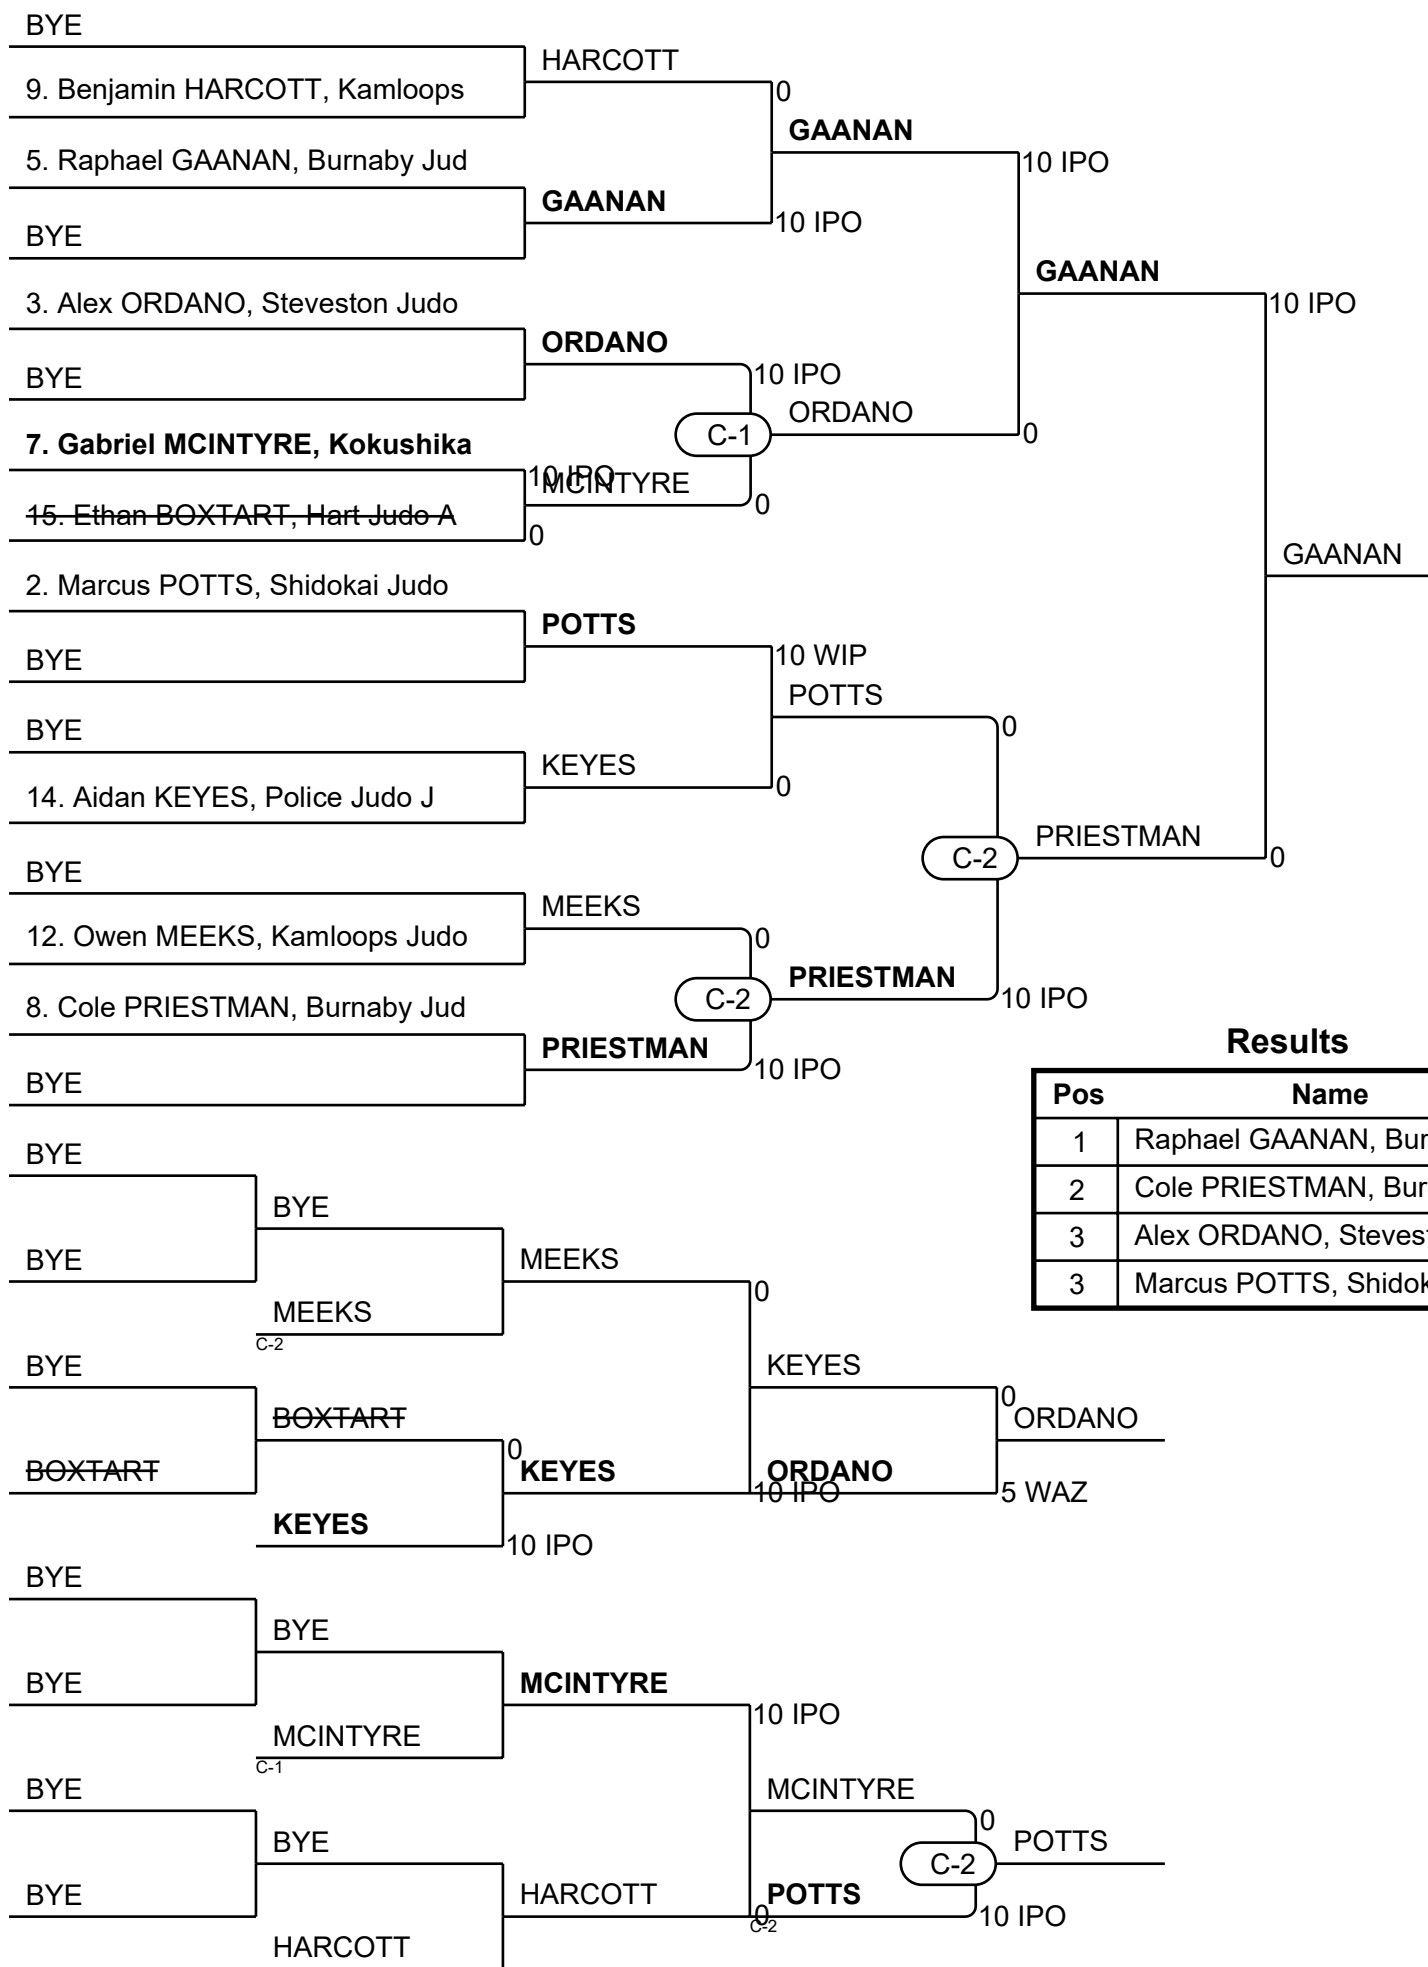 BYE
HARCOTT
9. Benjamin HARCOTT, Kamloops
0
GAANAN
5. Raphael GAANAN, Burnaby Jud
10 IPO
GAANAN
10 IPO
BYE
GAANAN
3. Alex ORDANO, Steveston Judo
10 IPO
ORDANO
BYE
10 IPO
ORDANO
C-1
0
7. Gabriel MCINTYRE, Kokushika
10 IPO
MCINTYRE
0
15. Ethan BOXTART, Hart Judo A
0
GAANAN
2. Marcus POTTS, Shidokai Judo
POTTS
10 WIP
BYE
POTTS
0
BYE
KEYES
0
14. Aidan KEYES, Police Judo J
PRIESTMAN
C-2
0
BYE
MEEKS
0
12. Owen MEEKS, Kamloops Judo
PRIESTMAN
C-2
10 IPO
8. Cole PRIESTMAN, Burnaby Jud
PRIESTMAN
10 IPO
BYE
Results
Pos Name
1 Raphael GAANAN, Bur
2 Cole PRIESTMAN, Bur
3 Alex ORDANO, Stevest
3 Marcus POTTS, Shidok
BYE
BYE
BYE
MEEKS
0
MEEKS
C-2
BYE
KEYES
0
BOXTART
ORDANO
0
BOXTART
KEYES
ORDANO
10 IPO
5 WAZ
KEYES
10 IPO
BYE
BYE
BYE
MCINTYRE
10 IPO
MCINTYRE
C-1
BYE
MCINTYRE
0
BYE
POTTS
C-2
BYE
HARCOTT
POTTS
0
C-2
10 IPO
HARCOTT